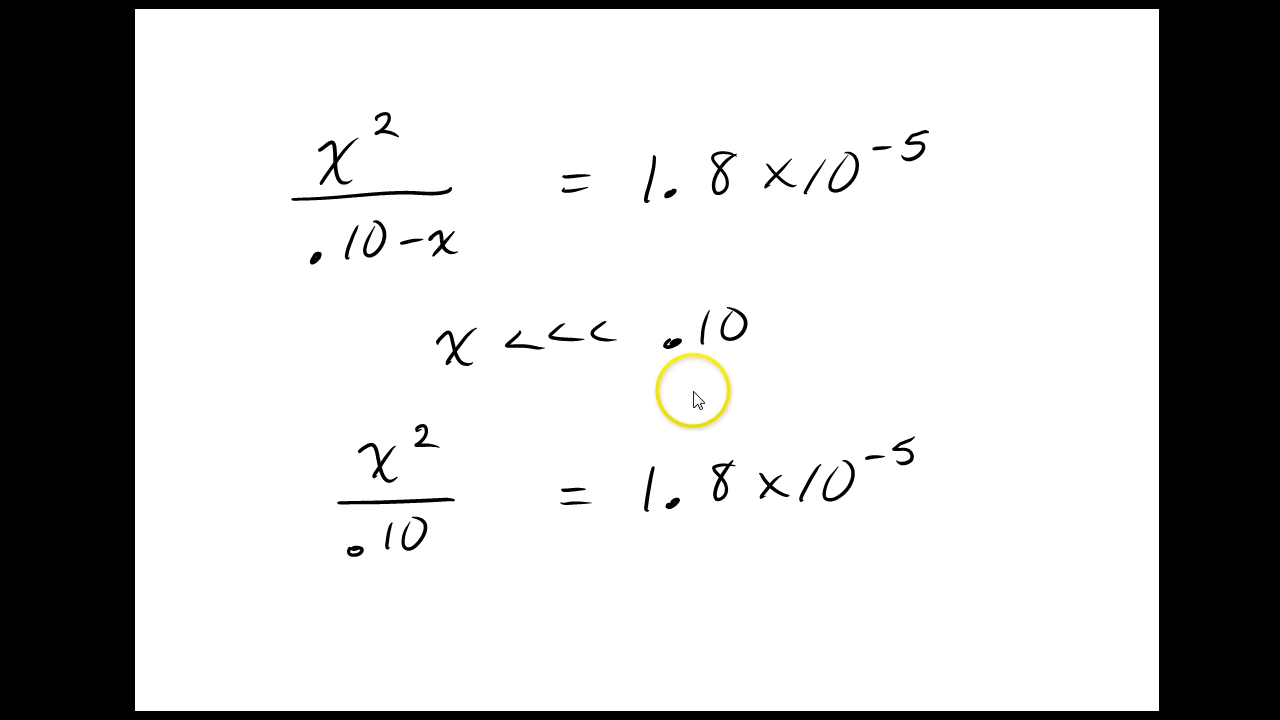 x² / .10-x = 1.8 x10⁻⁵
x <<< .10
x² / .10 = 1.8 x10⁻⁵